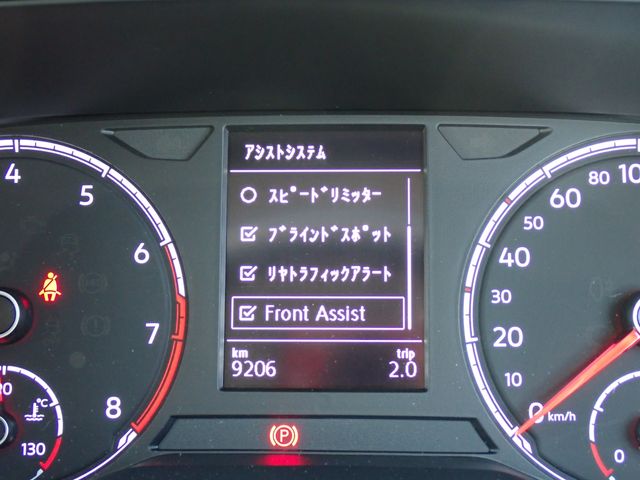 アシストシステム
スピードリミッター
ブラインドスポット
リヤトラフィックアラート
Front Assist
km trip
9206 2.0
4
5
6
7
8
°C
130
0
10
20
30
40
50
60
80
km/h
P
0